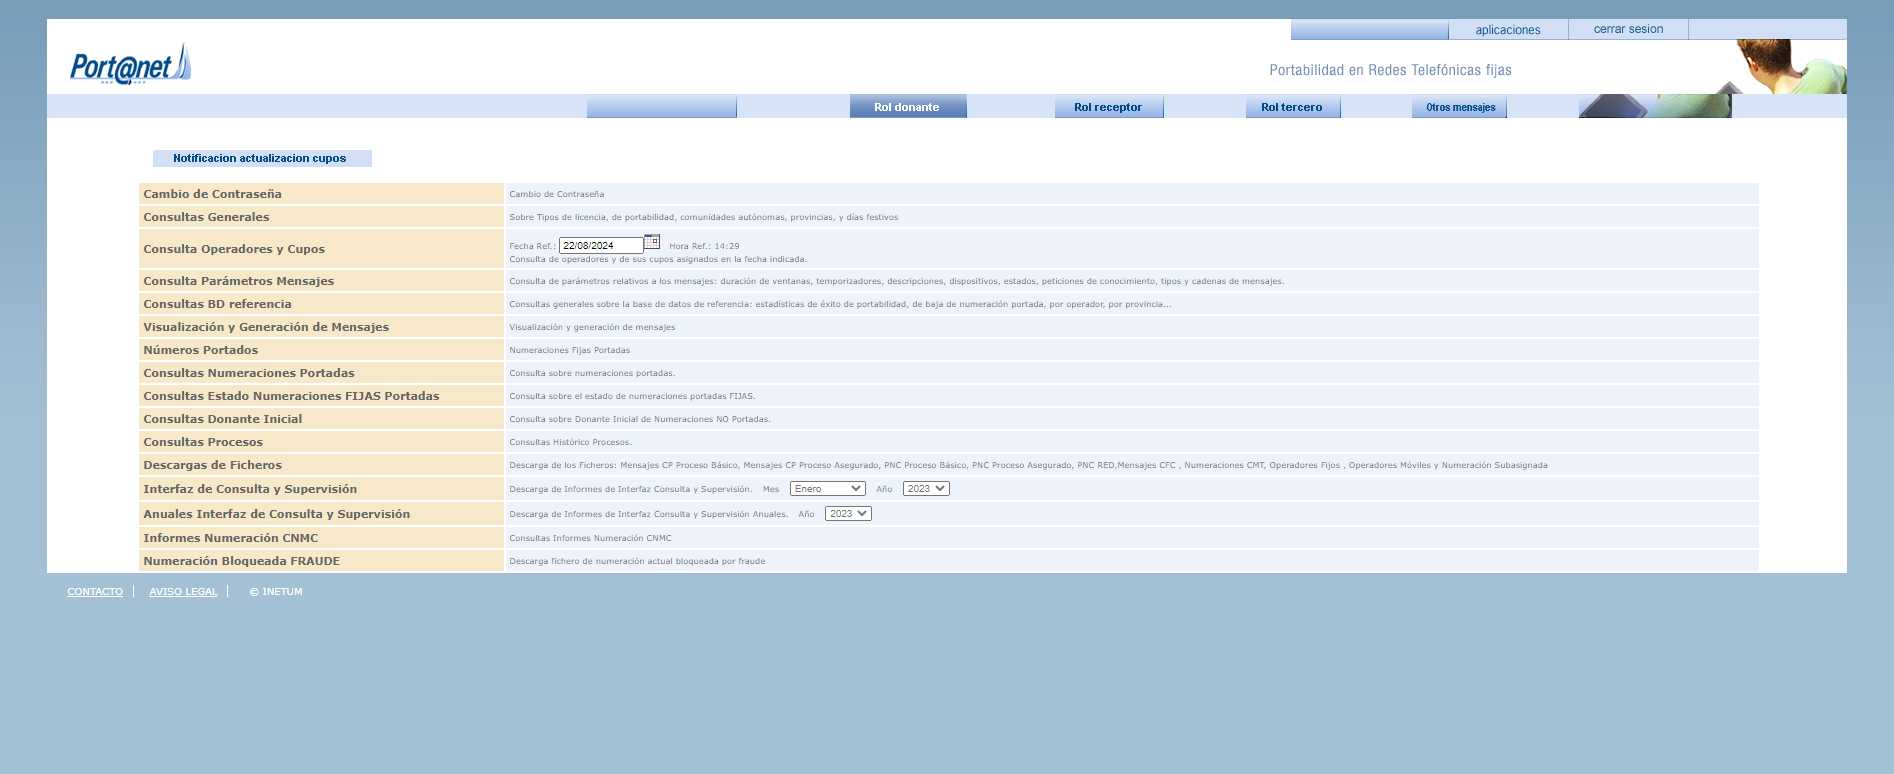 aplicaciones
cerrar sesion
Port@net
Portabilidad en Redes Telefónicas fijas
Rol donante
Rol receptor
Rol tercero
Otros mensajes
Notificacion actualizacion cupos
Cambio de Contraseña
Cambio de Contraseña
Consultas Generales
Sobre Tipos de licencia, de portabilidad, comunidades autónomas, provincias, y días festivos
Consulta Operadores y Cupos
Fecha Ref.: 22/08/2024 Hora Ref.: 14:29
Consulta de operadores y de sus cupos asignados en la fecha indicada.
Consulta Parámetros Mensajes
Consulta de parámetros relativos a los mensajes: duración de ventanas, temporizadores, descripciones, dispositivos, estados, peticiones de conocimiento, tipos y cadenas de mensajes.
Consultas BD referencia
Consultas generales sobre la base de datos de referencia: estadísticas de éxito de portabilidad, de baja de numeración portada, por operador, por provincia...
Visualización y Generación de Mensajes
Visualización y generación de mensajes
Números Portados
Numeraciones Fijas Portadas
Consultas Numeraciones Portadas
Consulta sobre numeraciones portadas.
Consultas Estado Numeraciones FIJAS Portadas
Consulta sobre el estado de numeraciones portadas FIJAS.
Consultas Donante Inicial
Consulta sobre Donante Inicial de Numeraciones NO Portadas.
Consultas Procesos
Consultas Histórico Procesos.
Descargas de Ficheros
Descarga de los Ficheros: Mensajes CP Proceso Básico, Mensajes CP Proceso Asegurado, PNC Proceso Básico, PNC Proceso Asegurado, PNC RED,Mensajes CFC , Numeraciones CMT, Operadores Fijos , Operadores Móviles y Numeración Subasignada
Interfaz de Consulta y Supervisión
Descarga de Informes de Interfaz Consulta y Supervisión. Mes Enero Año 2023
Anuales Interfaz de Consulta y Supervisión
Descarga de Informes de Interfaz Consulta y Supervisión Anuales. Año 2023
Informes Numeración CNMC
Consultas Informes Numeración CNMC
Numeración Bloqueada FRAUDE
Descarga fichero de numeración actual bloqueada por fraude
CONTACTO | AVISO LEGAL | © INETUM